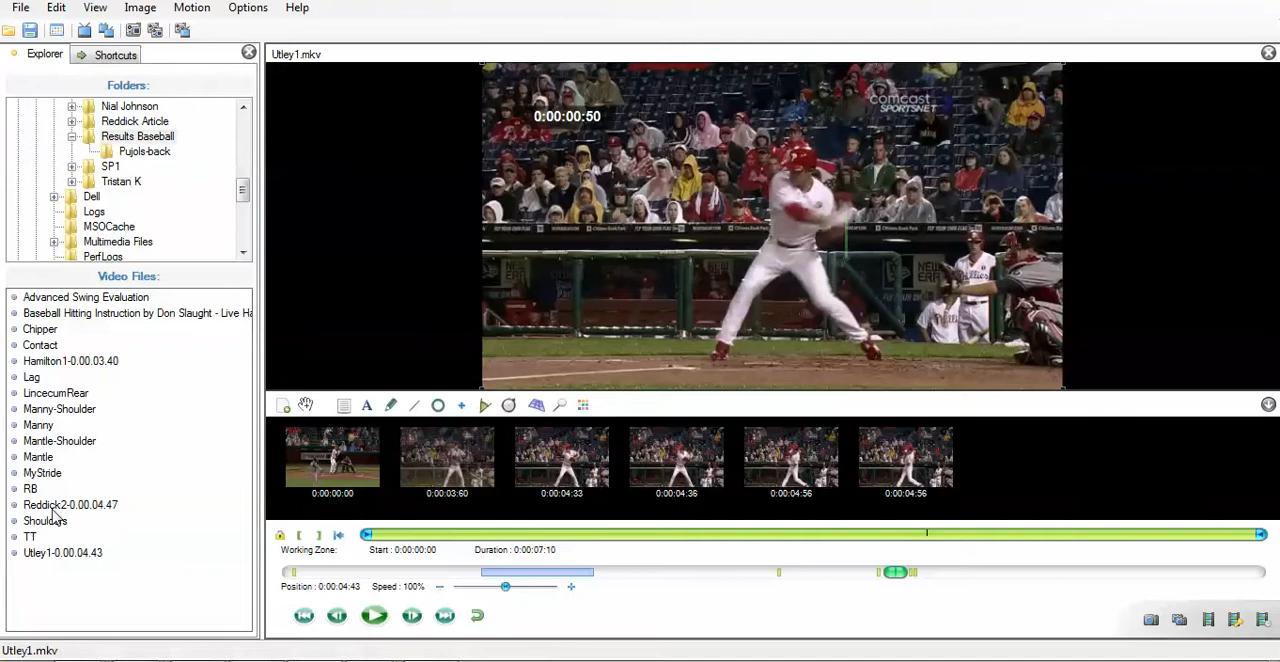 File Edit View Image Motion Options Help
Explorer Shortcuts
Utley1.mkv
Folders:
Nial Johnson
Reddick Article
Results Baseball
Pujols-back
SP1
Tristan K
Dell
Logs
MSOCache
Multimedia Files
PerfLogs
Video Files:
Advanced Swing Evaluation
Baseball Hitting Instruction by Don Slaught - Live Ha
Chipper
Contact
Hamilton1-0.00.03.40
Lag
LincecumRear
Manny-Shoulder
Manny
Mantle-Shoulder
Mantle
MyStride
RB
Reddick2-0.00.04.47
Shoulders
TT
Utley1-0.00.04.43
0:00:00:50
comcast
SPORTSNET
Phillies
A
0:00:00:00 0:00:03:60 0:00:04:33 0:00:04:36 0:00:04:56 0:00:04:56
Working Zone: Start : 0:00:00:00 Duration : 0:00:07:10
Position : 0:00:04:43 Speed : 100%
Utley1.mkv